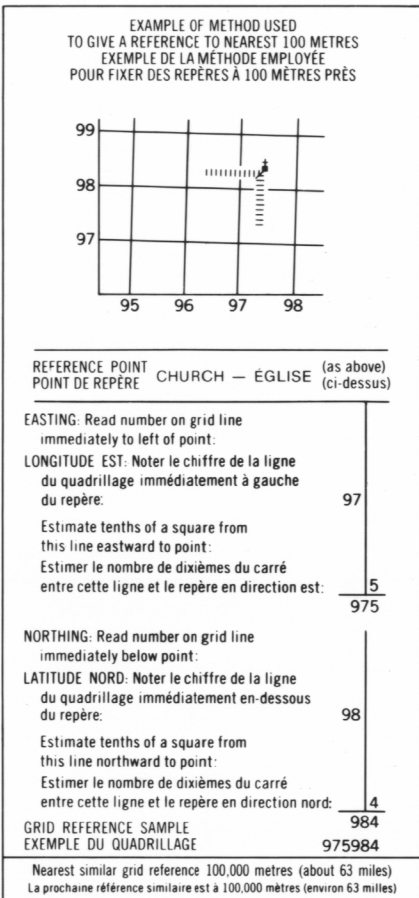 EXAMPLE OF METHOD USED
TO GIVE A REFERENCE TO NEAREST 100 METRES
EXEMPLE DE LA MÉTHODE EMPLOYÉE
POUR FIXER DES REPÈRES À 100 MÈTRES PRÈS
99
98
97
95 96 97 98
REFERENCE POINT
POINT DE REPÈRE
CHURCH — ÉGLISE
(as above)
(ci-dessus)
EASTING: Read number on grid line
immediately to left of point:
LONGITUDE EST: Noter le chiffre de la ligne
du quadrillage immédiatement à gauche
du repère: 97
Estimate tenths of a square from
this line eastward to point:
Estimer le nombre de dixièmes du carré
entre cette ligne et le repère en direction est: 5
975
NORTHING: Read number on grid line
immediately below point:
LATITUDE NORD: Noter le chiffre de la ligne
du quadrillage immédiatement en-dessous
du repère: 98
Estimate tenths of a square from
this line northward to point:
Estimer le nombre de dixièmes du carré
entre cette ligne et le repère en direction nord: 4
984
GRID REFERENCE SAMPLE
EXEMPLE DU QUADRILLAGE 975984
Nearest similar grid reference 100,000 metres (about 63 miles)
La prochaine référence similaire est à 100,000 mètres (environ 63 milles)